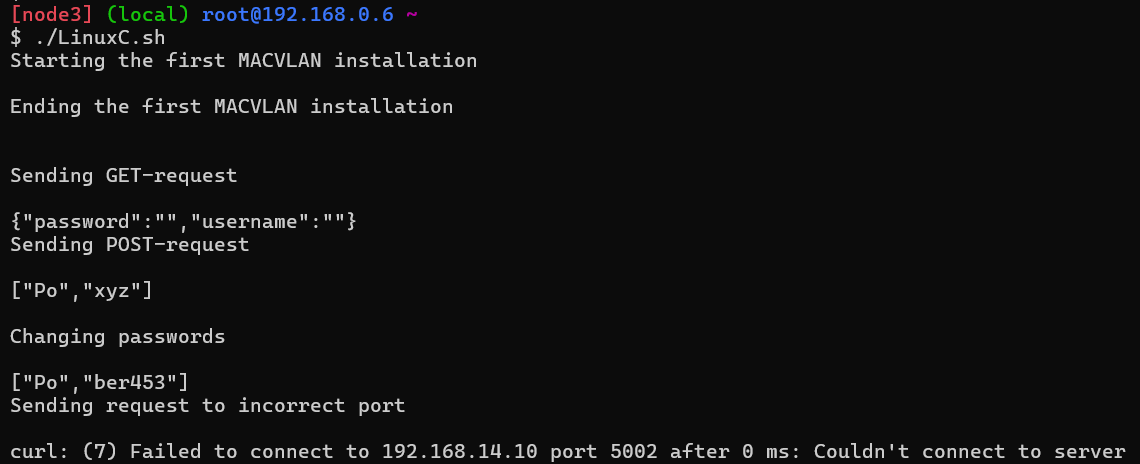 [node3] (local) root@192.168.0.6 ~
$ ./LinuxC.sh
Starting the first MACVLAN installation
Ending the first MACVLAN installation
Sending GET-request
{"password":"","username":""}
Sending POST-request
["Po","xyz"]
Changing passwords
["Po","ber453"]
Sending request to incorrect port
curl: (7) Failed to connect to 192.168.14.10 port 5002 after 0 ms: Couldn't connect to server